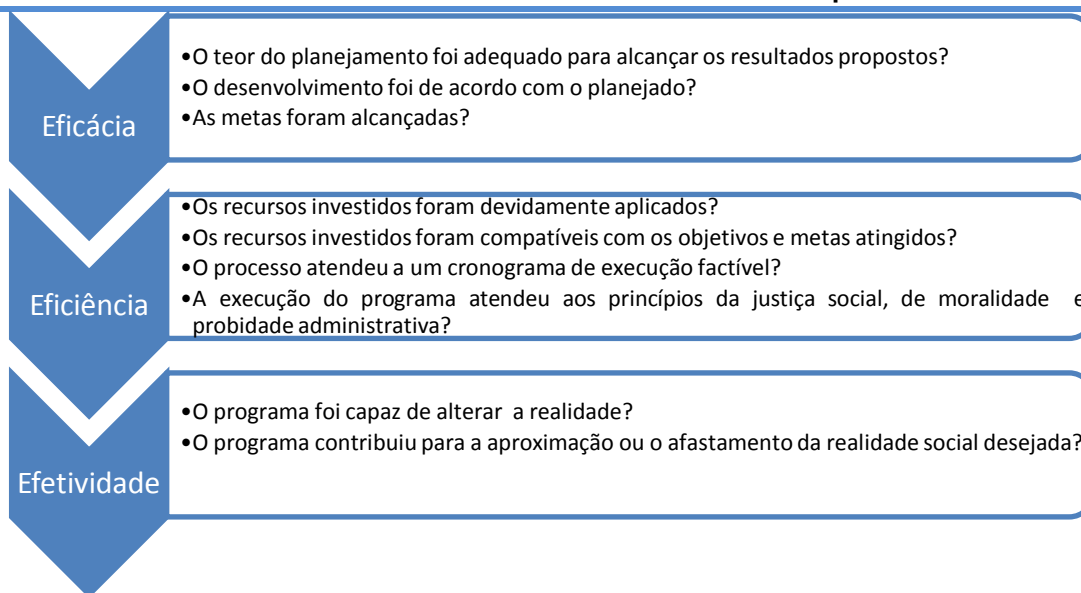 Eficácia
•O teor do planejamento foi adequado para alcançar os resultados propostos?
•O desenvolvimento foi de acordo com o planejado?
•As metas foram alcançadas?
Eficiência
•Os recursos investidos foram devidamente aplicados?
•Os recursos investidos foram compatíveis com os objetivos e metas atingidos?
•O processo atendeu a um cronograma de execução factível?
•A execução do programa atendeu aos princípios da justiça social, de moralidade e
probidade administrativa?
Efetividade
•O programa foi capaz de alterar a realidade?
•O programa contribuiu para a aproximação ou o afastamento da realidade social desejada?